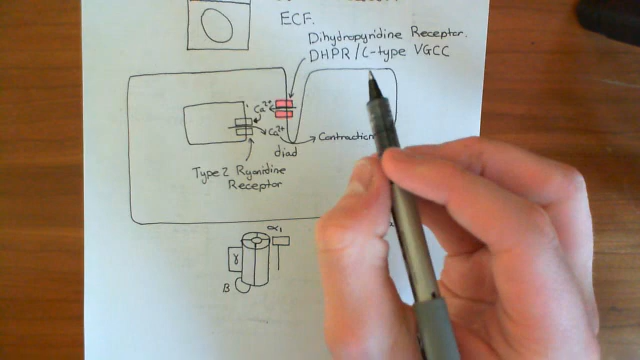 ECF.
Dihydropyridine Receptor.
DHPR/L-type VGCC
Ca²⁺
Ca²⁺
Contraction
diad
Type 2 Ryanidine
Receptor
α1
γ
β